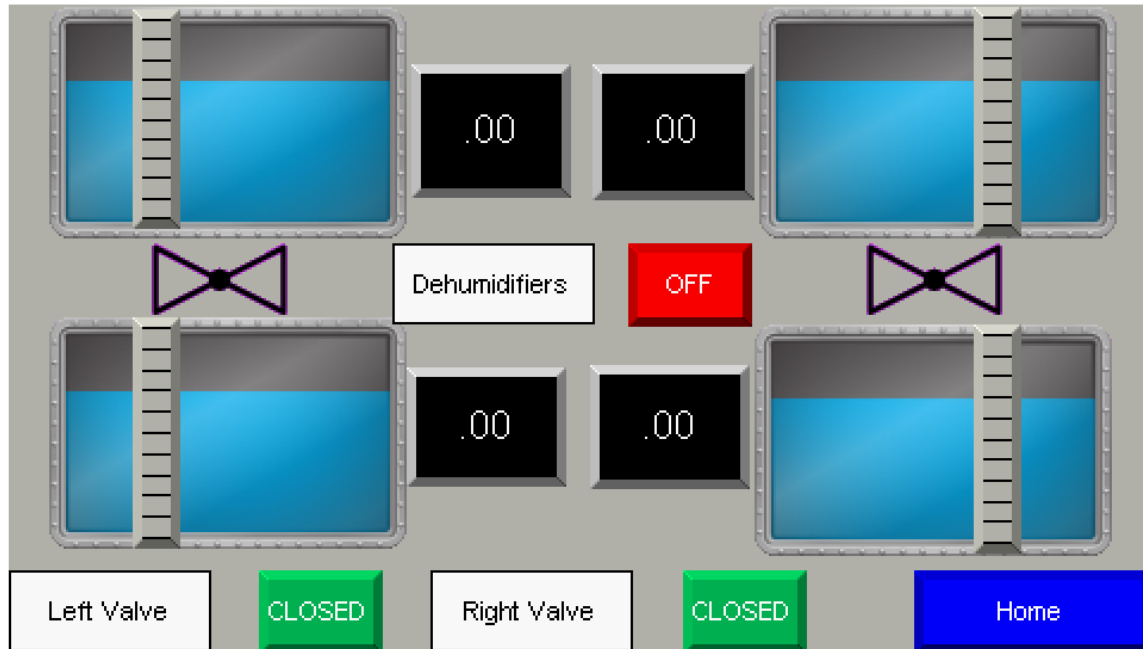 .00 .00
Dehumidifiers OFF
.00 .00
Left Valve CLOSED Right Valve CLOSED Home